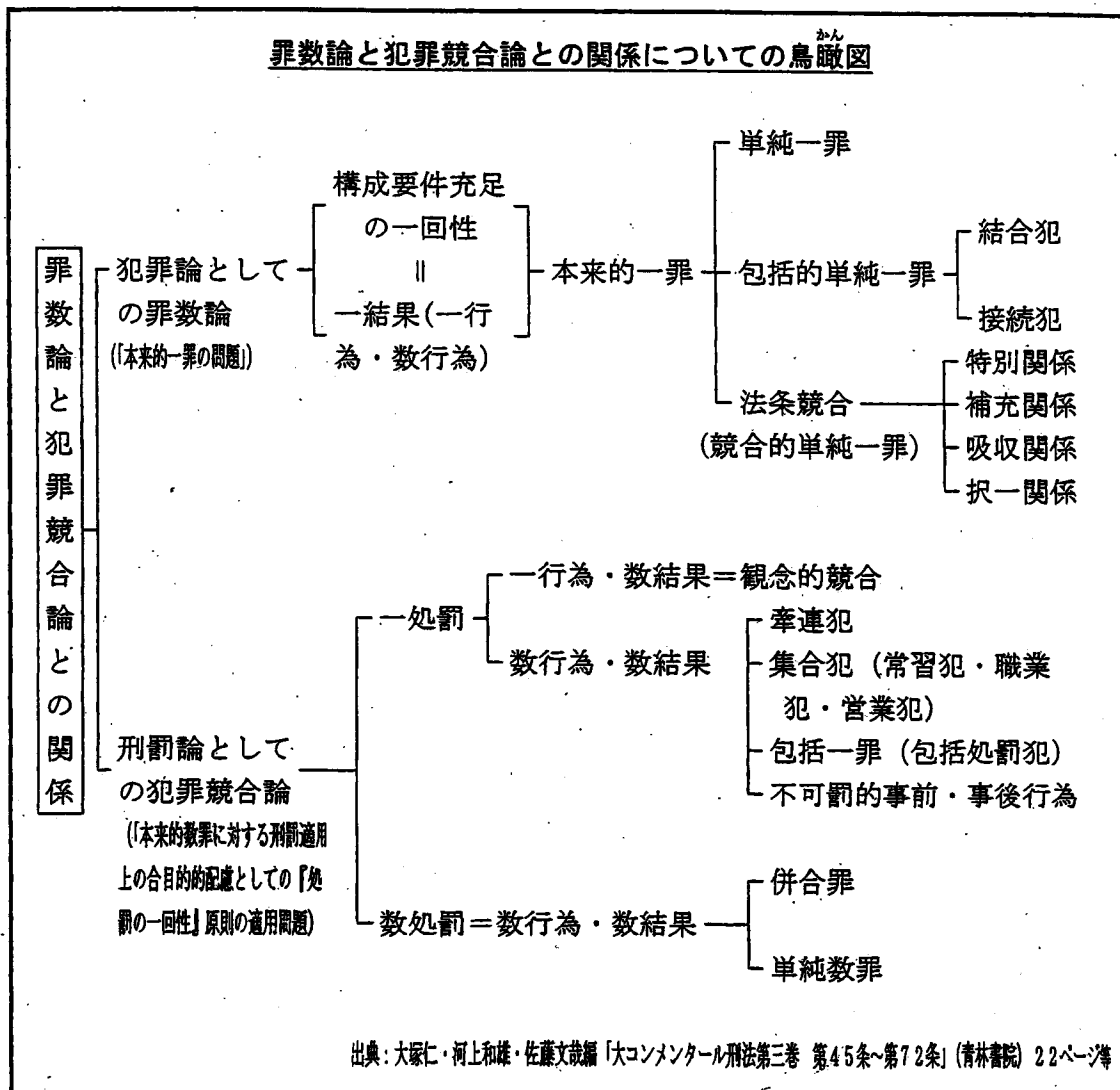 罪数論と犯罪競合論との関係についての鳥瞰図
かん
罪数論と犯罪競合論との関係
犯罪論として
の罪数論
(「本来的一罪の問題」)
構成要件充足
の一回性
॥
一結果(一行
為・数行為)
本来的一罪
単純一罪
包括的単純一罪
結合犯
接続犯
法条競合
(競合的単純一罪)
特別関係
補充関係
吸収関係
択一関係
刑罰論として
の犯罪競合論
(「本来的数罪に対する刑罰適用
上の合目的的配慮としての『処
罰の一回性』原則の適用問題)
一処罰
一行為・数結果=観念的競合
数行為・数結果
牽連犯
集合犯(常習犯・職業
犯・営業犯)
包括一罪(包括処罰犯)
不可罰的事前・事後行為
数処罰=数行為・数結果
併合罪
単純数罪
出典:大塚仁・河上和雄・佐藤文哉編「大コンメンタール刑法第三巻 第45条~第72条」(青林書院) 22ページ等